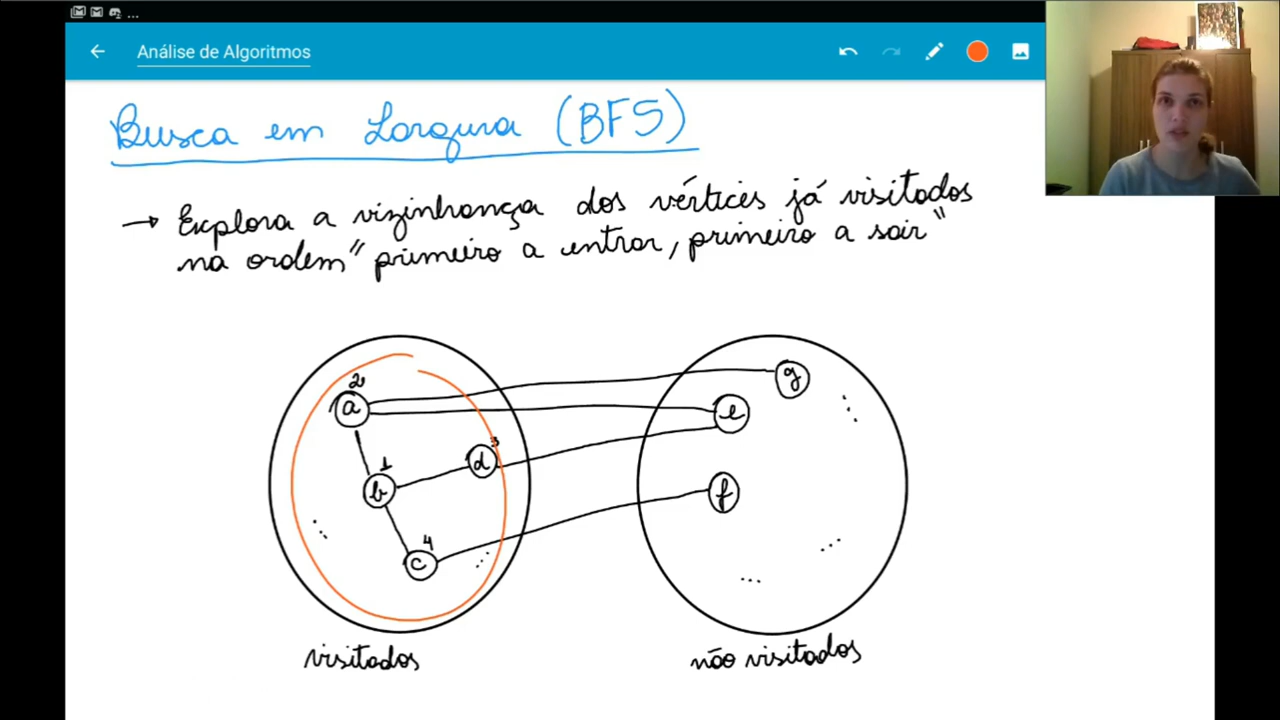 ...
Análise de Algoritmos
Busca em Largura (BFS)
→ Explora a vizinhança dos vértices já visitados
na ordem "primeiro a entrar, primeiro a sair"
g
2
a
e
3
d
1
b
f
4
c
visitados
não visitados